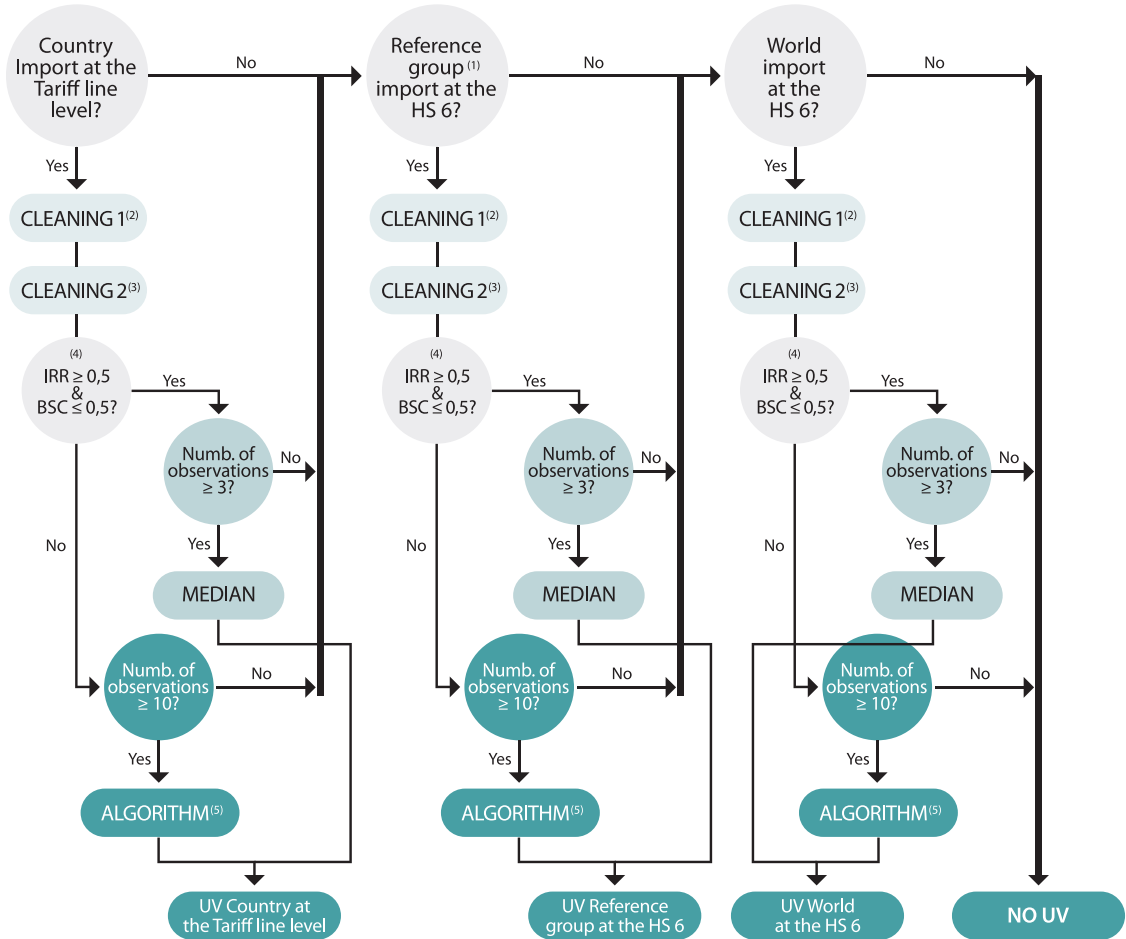 Country
Import at the
Tariff line
level?
No
Yes
CLEANING 1(2)
CLEANING 2(3)
(4)
IRR ≥ 0,5
&
BSC ≤ 0,5?
Yes
Numb. of
observations
≥ 3?
No
Yes
No
MEDIAN
Numb. of
observations
≥ 10?
No
Yes
ALGORITHM(5)
UV Country at
the Tariff line level
Reference
group (1)
import at the
HS 6?
No
Yes
CLEANING 1(2)
CLEANING 2(3)
(4)
IRR ≥ 0,5
&
BSC ≤ 0,5?
Yes
Numb. of
observations
≥ 3?
No
Yes
No
MEDIAN
Numb. of
observations
≥ 10?
No
Yes
ALGORITHM(5)
UV Reference
group at the HS 6
World
import
at the
HS 6?
No
Yes
CLEANING 1(2)
CLEANING 2(3)
(4)
IRR ≥ 0,5
&
BSC ≤ 0,5?
Yes
Numb. of
observations
≥ 3?
No
Yes
No
MEDIAN
Numb. of
observations
≥ 10?
No
Yes
ALGORITHM(5)
UV World
at the HS 6
NO UV